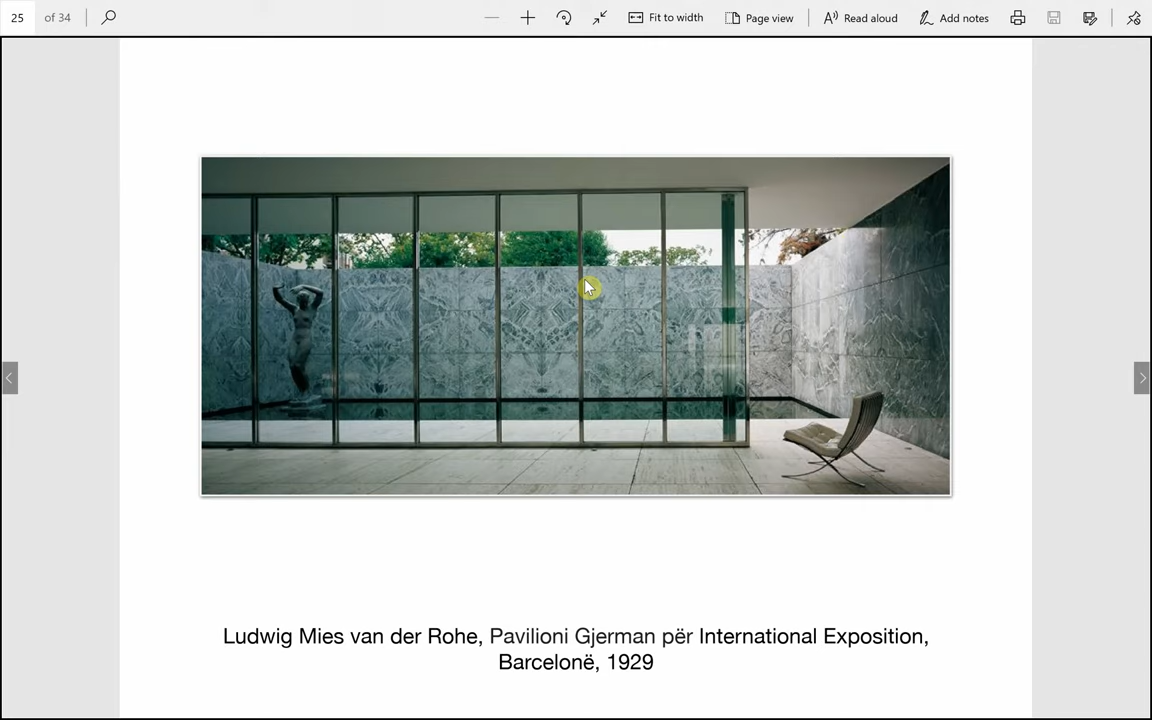 25 of 34 Fit to width Page view Read aloud Add notes
Ludwig Mies van der Rohe, Pavilioni Gjerman për International Exposition,
Barcelonë, 1929